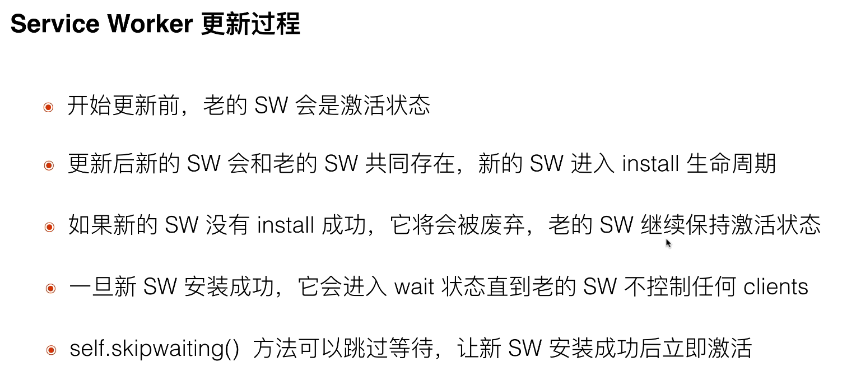 Service Worker 更新过程
开始更新前，老的 SW 会是激活状态
更新后新的 SW 会和老的 SW 共同存在，新的 SW 进入 install 生命周期
如果新的 SW 没有 install 成功，它将会被废弃，老的 SW 继续保持激活状态
一旦新 SW 安装成功，它会进入 wait 状态直到老的 SW 不控制任何 clients
self.skipwaiting() 方法可以跳过等待，让新 SW 安装成功后立即激活